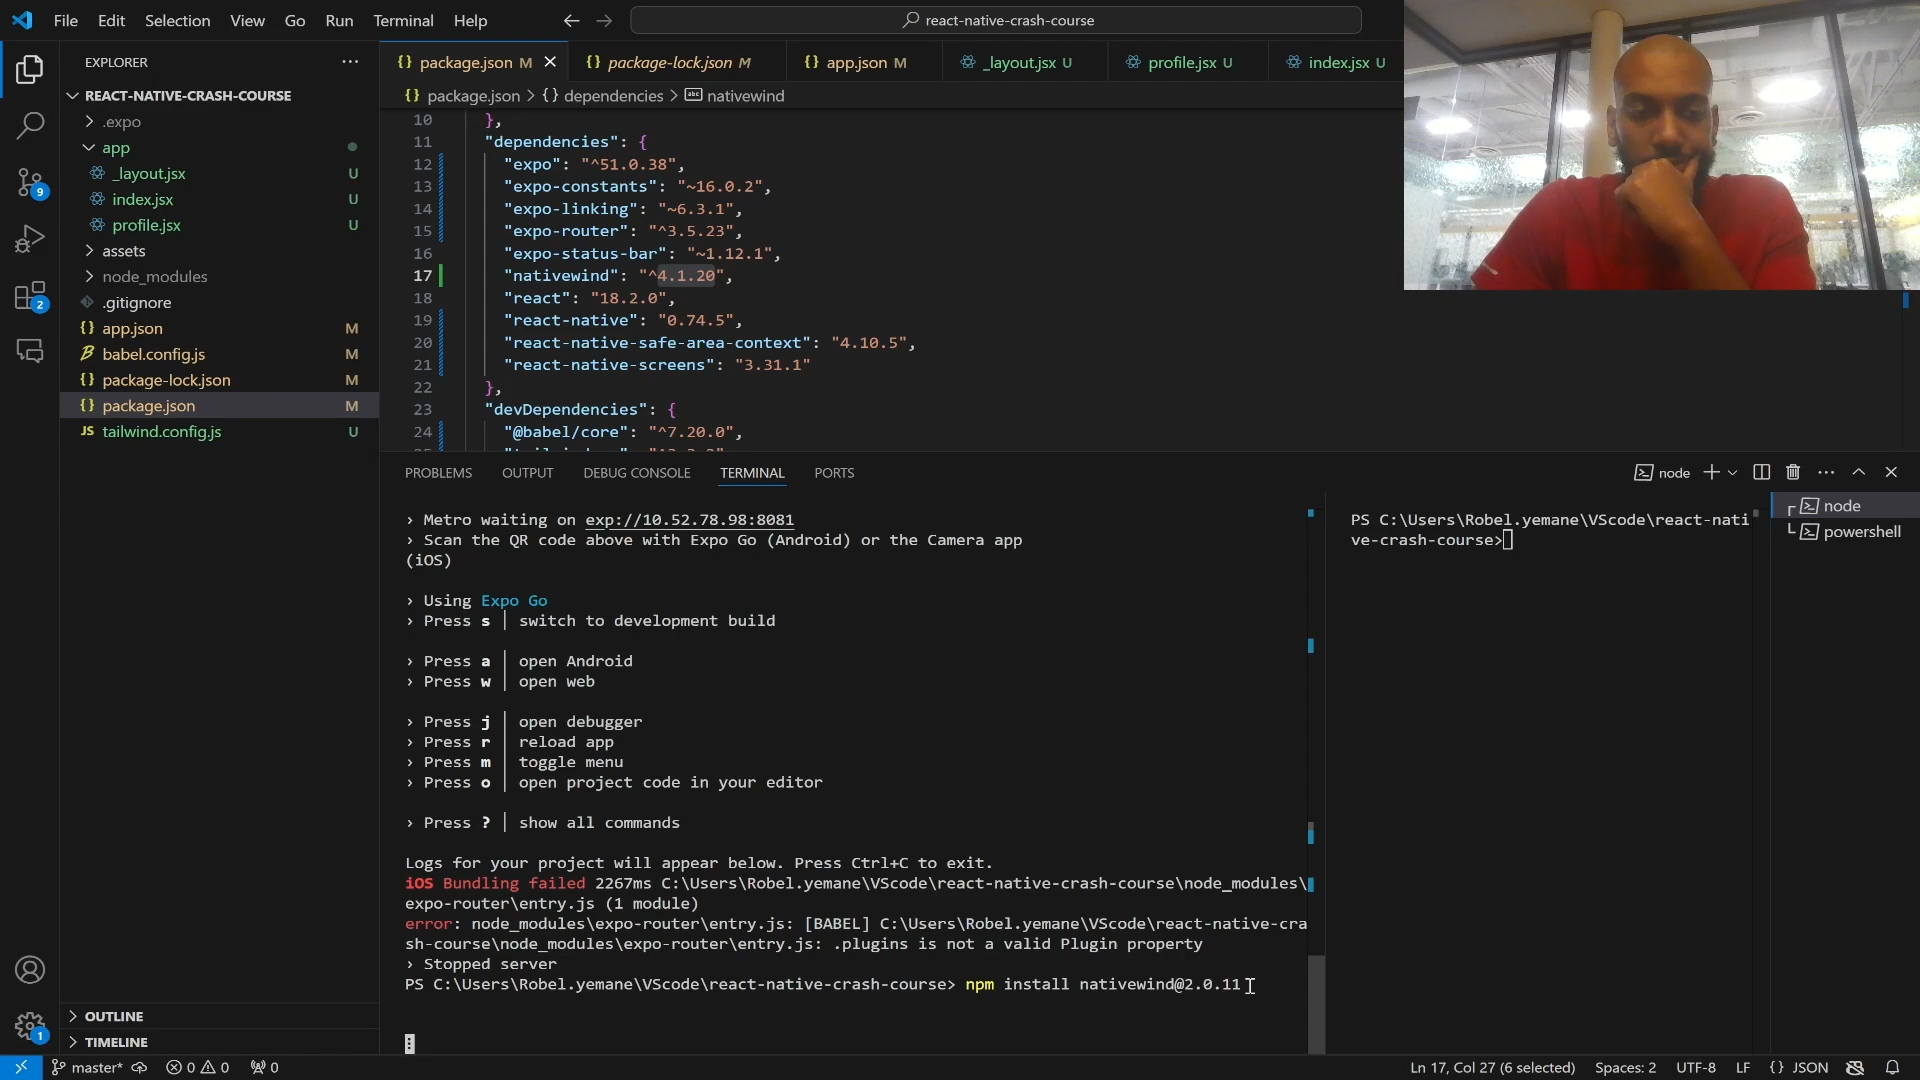 File Edit Selection View Go Run Terminal Help
react-native-crash-course
EXPLORER
REACT-NATIVE-CRASH-COURSE
.expo
app
_layout.jsx U
index.jsx U
profile.jsx U
assets
node_modules
.gitignore
app.json M
babel.config.js M
package-lock.json M
package.json M
tailwind.config.js U
OUTLINE
TIMELINE
9
2
1
package.json M
package-lock.json M
app.json M
_layout.jsx U
profile.jsx U
index.jsx U
package.json > {} dependencies > nativewind
10 },
11 "dependencies": {
12 "expo": "^51.0.38",
13 "expo-constants": "~16.0.2",
14 "expo-linking": "~6.3.1",
15 "expo-router": "^3.5.23",
16 "expo-status-bar": "~1.12.1",
17 "nativewind": "^4.1.20",
18 "react": "18.2.0",
19 "react-native": "0.74.5",
20 "react-native-safe-area-context": "4.10.5",
21 "react-native-screens": "3.31.1"
22 },
23 "devDependencies": {
24 "@babel/core": "^7.20.0",
PROBLEMS OUTPUT DEBUG CONSOLE TERMINAL PORTS
node
› Metro waiting on exp://10.52.78.98:8081
› Scan the QR code above with Expo Go (Android) or the Camera app
(iOS)
› Using Expo Go
› Press s │ switch to development build
› Press a │ open Android
› Press w │ open web
› Press j │ open debugger
› Press r │ reload app
› Press m │ toggle menu
› Press o │ open project code in your editor
› Press ? │ show all commands
Logs for your project will appear below. Press Ctrl+C to exit.
iOS Bundling failed 2267ms C:\Users\Robel.yemane\VScode\react-native-crash-course\node_modules\
expo-router\entry.js (1 module)
error: node_modules\expo-router\entry.js: [BABEL] C:\Users\Robel.yemane\VScode\react-native-cra
sh-course\node_modules\expo-router\entry.js: .plugins is not a valid Plugin property
› Stopped server
PS C:\Users\Robel.yemane\VScode\react-native-crash-course> npm install nativewind@2.0.11
PS C:\Users\Robel.yemane\VScode\react-nati
ve-crash-course>
node
powershell
master* 0 0 0
Ln 17, Col 27 (6 selected) Spaces: 2 UTF-8 LF {} JSON